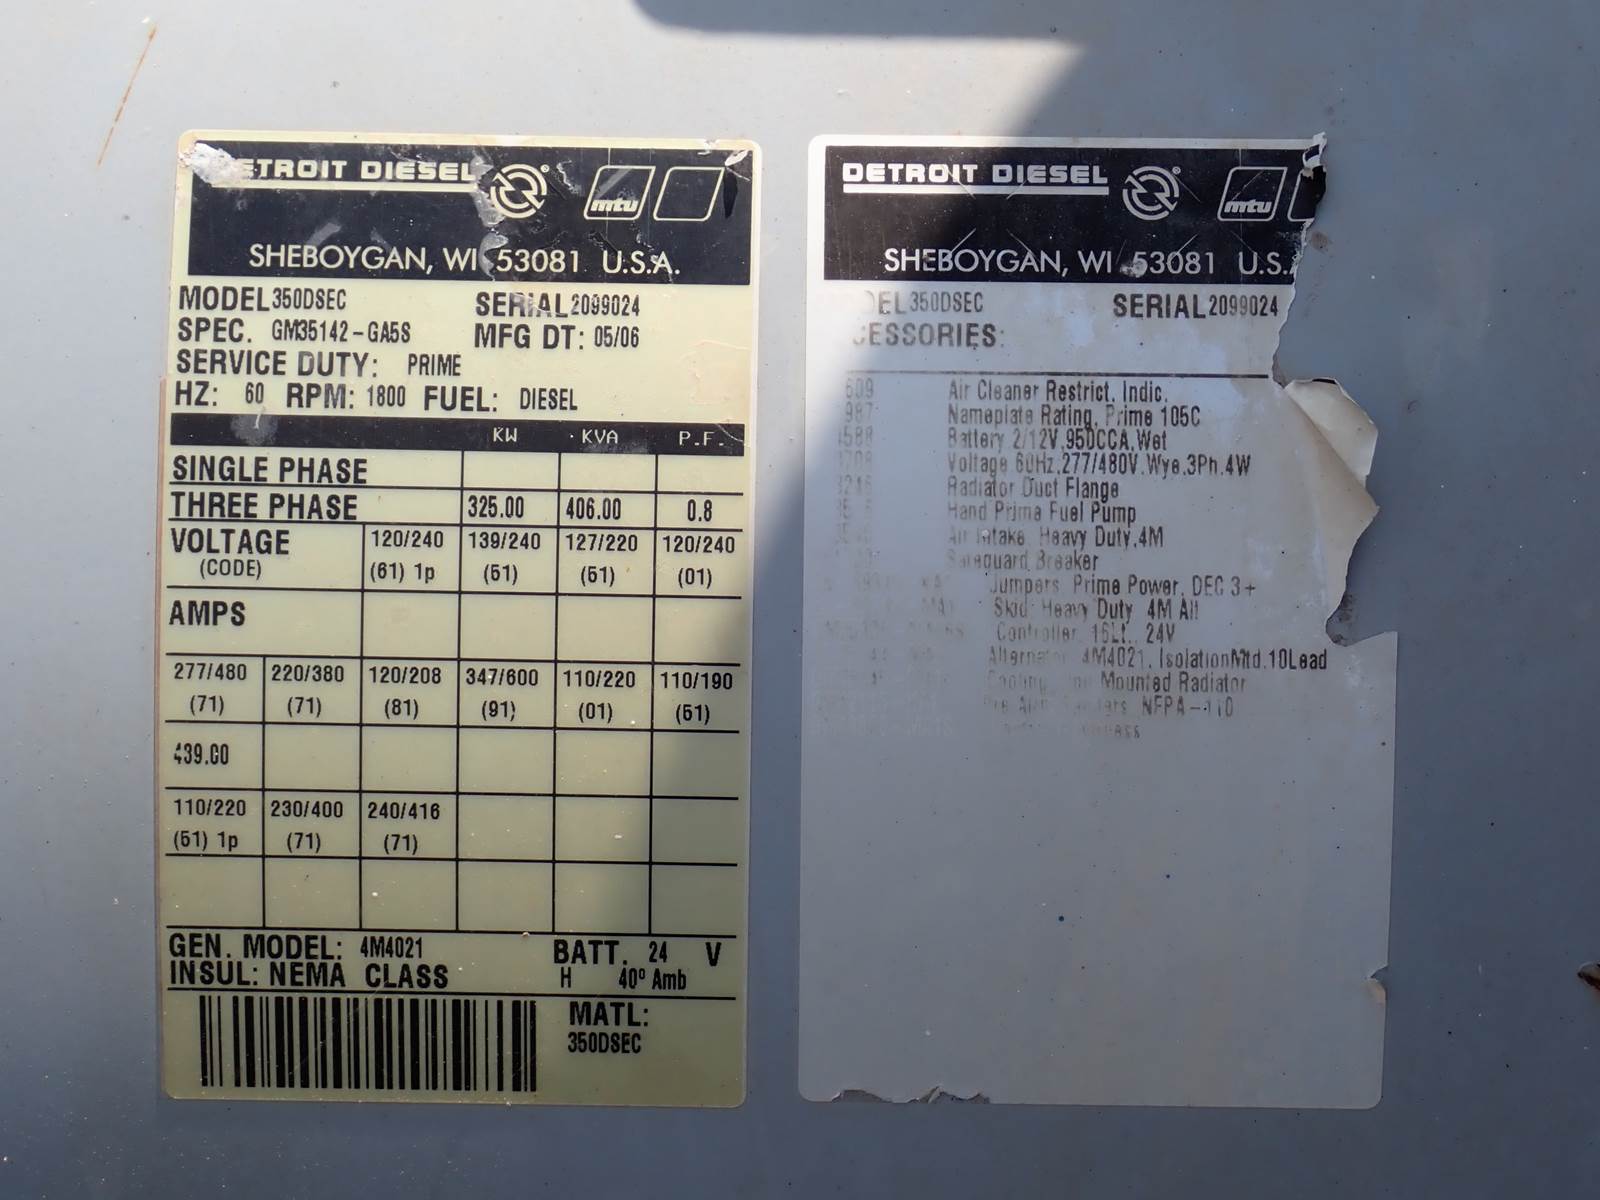 DETROIT DIESEL mtu
SHEBOYGAN, WI 53081 U.S.A.
MODEL 350DSEC SERIAL 2099024
SPEC. GM35142-GA5S MFG DT: 05/06
SERVICE DUTY: PRIME
HZ: 60 RPM: 1800 FUEL: DIESEL
KW KVA P.F.
SINGLE PHASE
THREE PHASE 325.00 406.00 0.8
VOLTAGE 120/240 139/240 127/220 120/240
(CODE) (61) 1p (51) (51) (01)
AMPS
277/480 220/380 120/208 347/600 110/220 110/190
(71) (71) (81) (91) (01) (51)
439.00
110/220 230/400 240/416
(51) 1p (71) (71)
GEN. MODEL: 4M4021 BATT. 24 V
INSUL: NEMA CLASS H 40º Amb
MATL:
350DSEC
DETROIT DIESEL mtu
SHEBOYGAN, WI 53081 U.S.
DEL 350DSEC SERIAL 2099024
CESSORIES:
609 Air Cleaner Restrict. Indic.
987 Nameplate Rating, Prime 105C
588 Battery 2/12V,950CCA,Wet
Voltage 60Hz,277/480V,Wye,3Ph,4W
Radiator Duct Flange
Hand Prime Fuel Pump
Air Intake, Heavy Duty,4M
Safeguard Breaker
Jumpers, Prime Power, DEC 3+
Skid, Heavy Duty, 4M All
Controller, 16Lt., 24V
Alternator, 4M4021, IsolationMtd,10Lead
Cooling, Mounted Radiator
NFPA-110